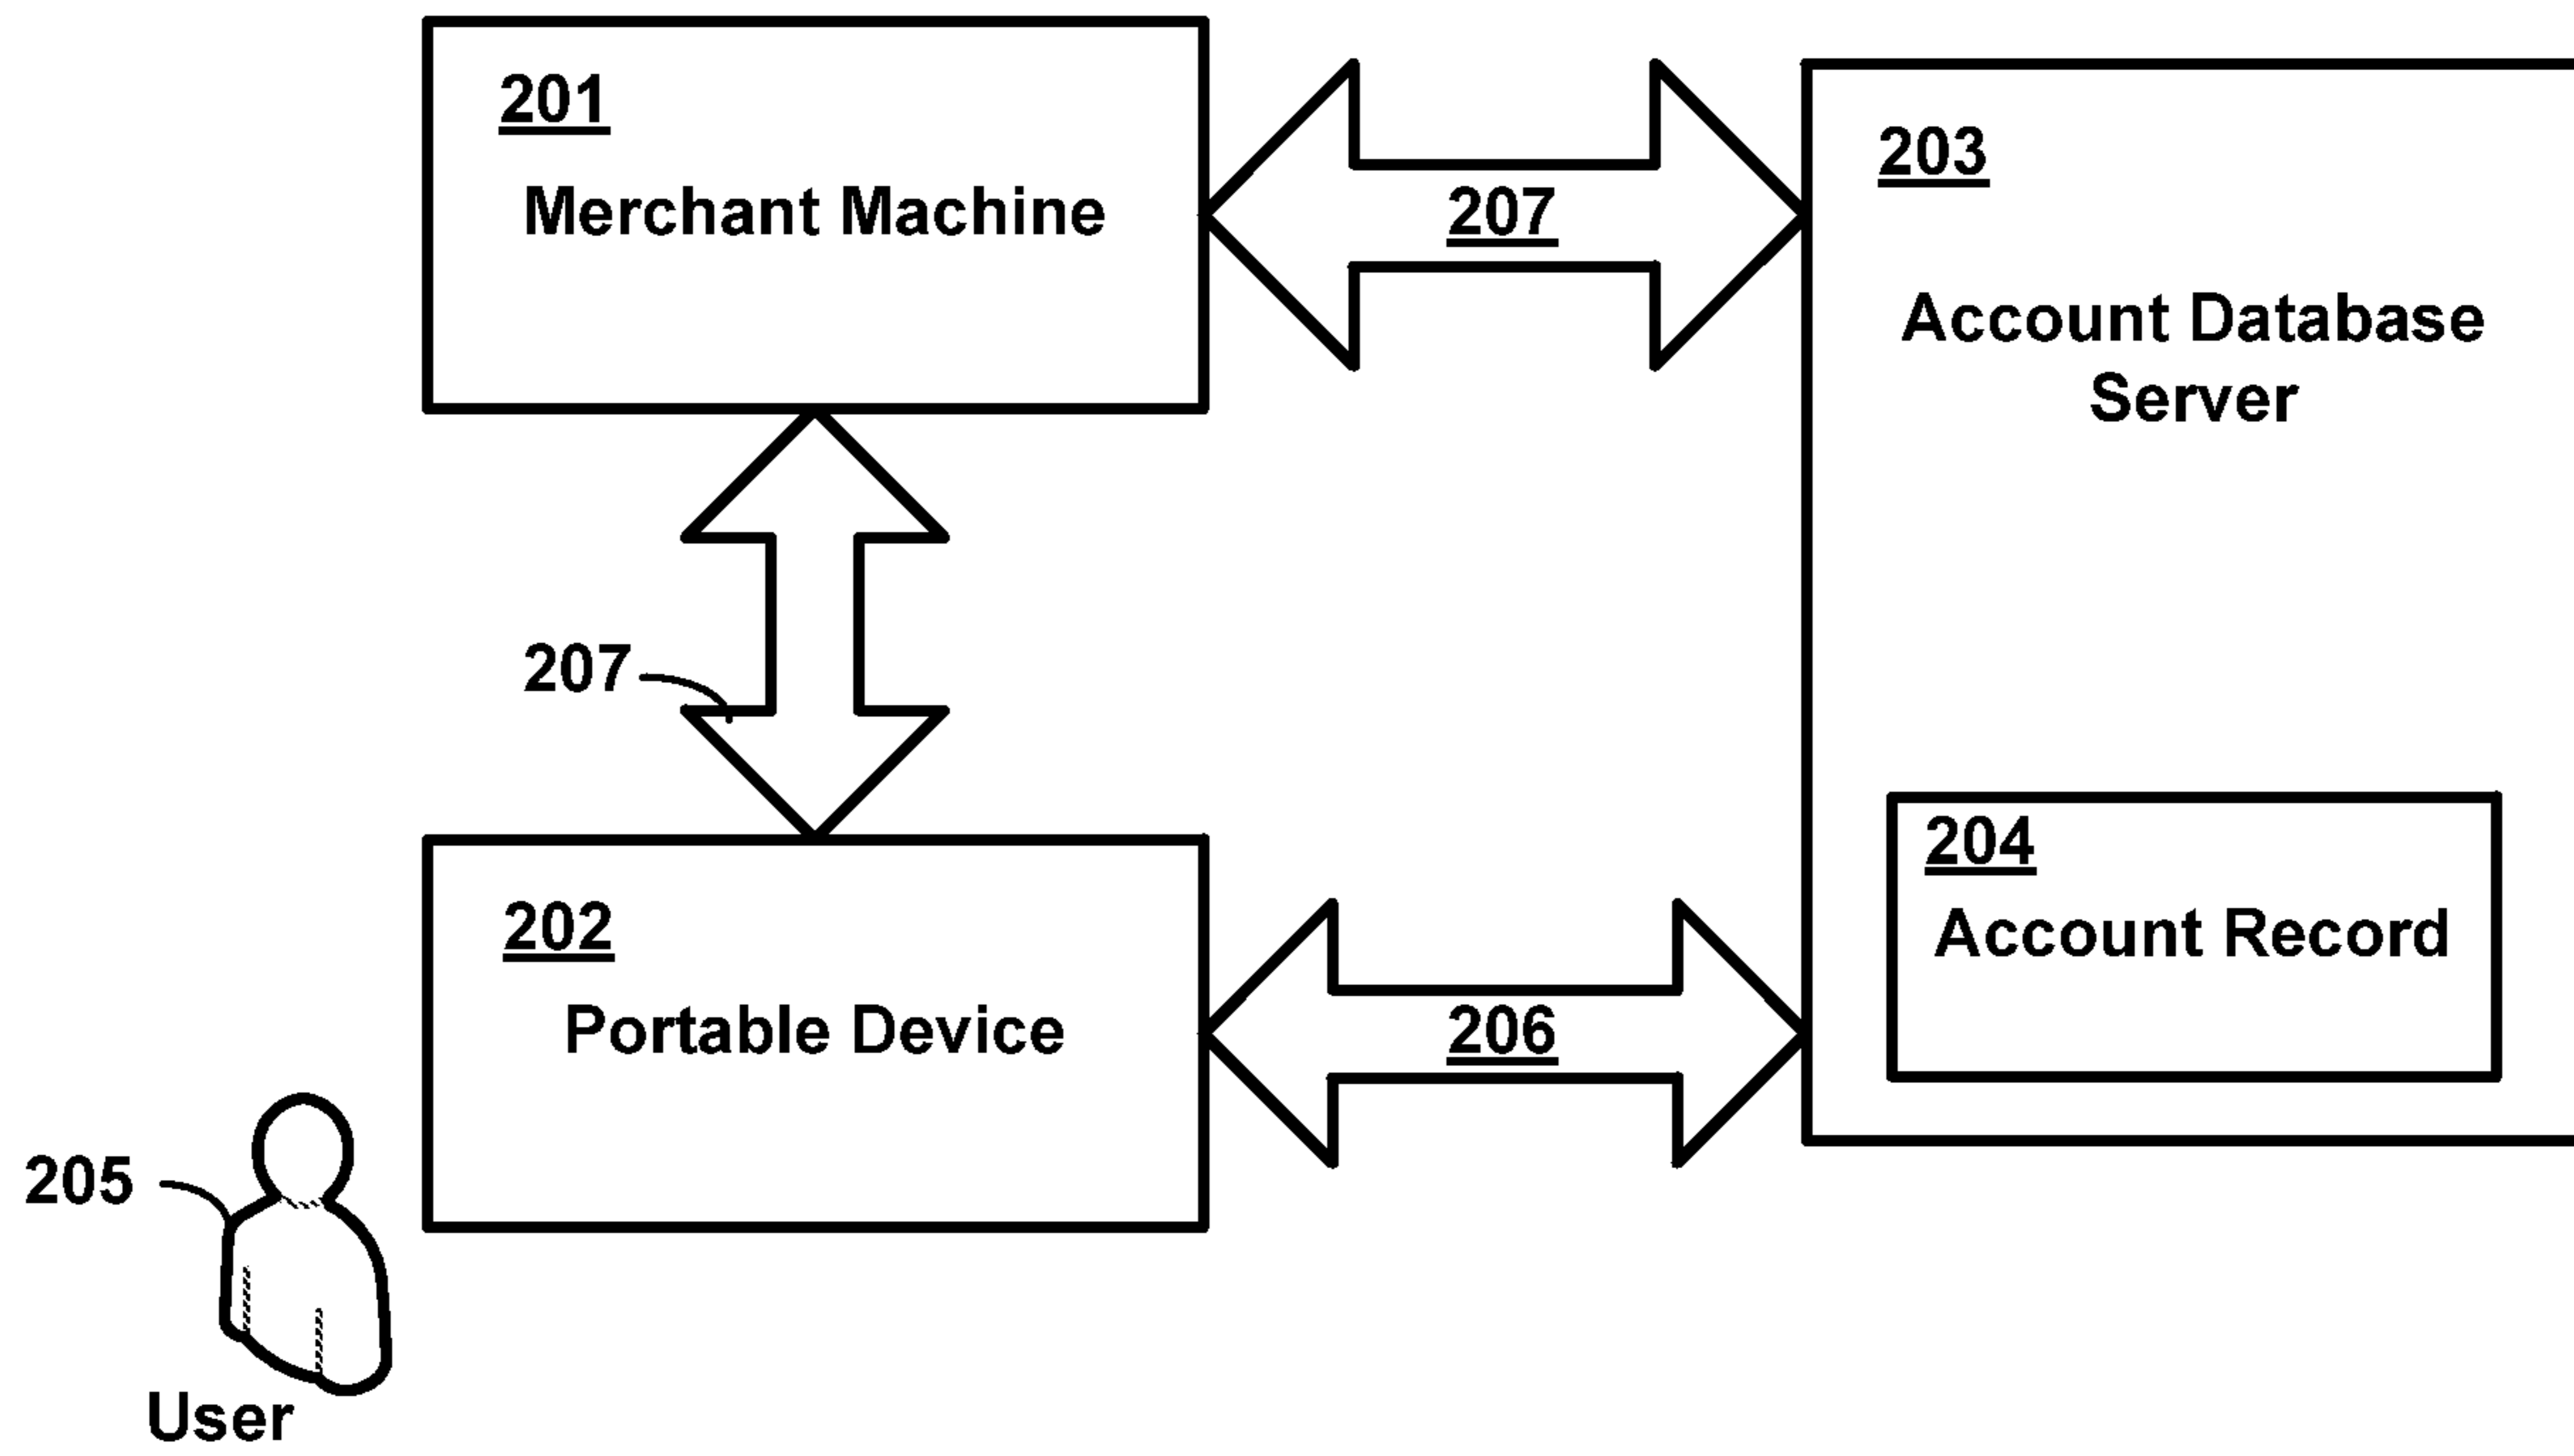 201
Merchant Machine
207
203
Account Database
Server
207
204
Account Record
202
Portable Device
206
205
User